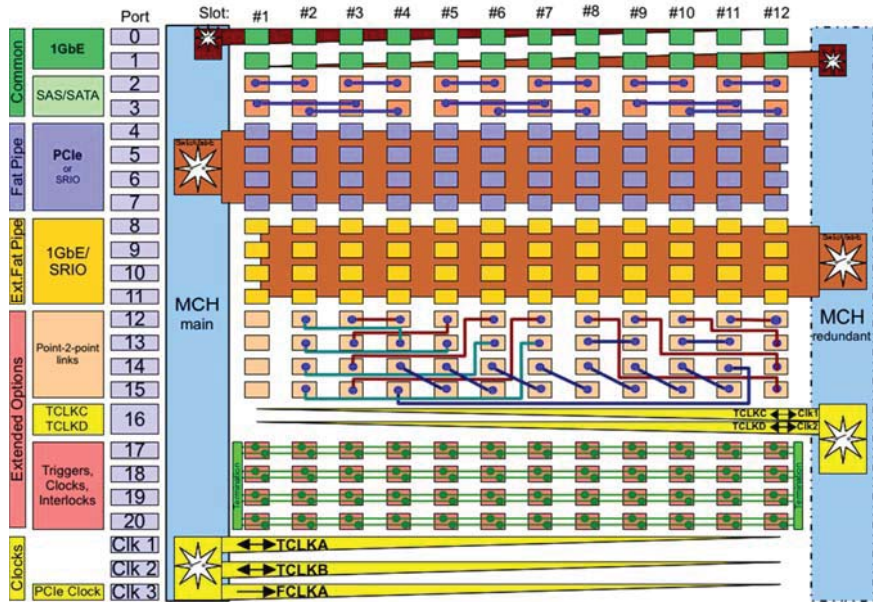 Port
Slot:
#1 #2 #3 #4 #5 #6 #7 #8 #9 #10 #11 #12
Common
1GbE
0
1
SAS/SATA
2
3
Fat Pipe
PCIe
or
SRIO
4
5
6
7
Ext.Fat Pipe
1GbE/
SRIO
8
9
10
11
MCH
main
MCH
redundant
Extended Options
Point-2-point
links
12
13
14
15
TCLKC
TCLKD
16
TCLKC Clk1
TCLKD Clk2
Triggers,
Clocks,
Interlocks
17
18
19
20
Termination
Termination
Clocks
Clk 1
TCLKA
Clk 2
TCLKB
PCIe Clock
Clk 3
FCLKA